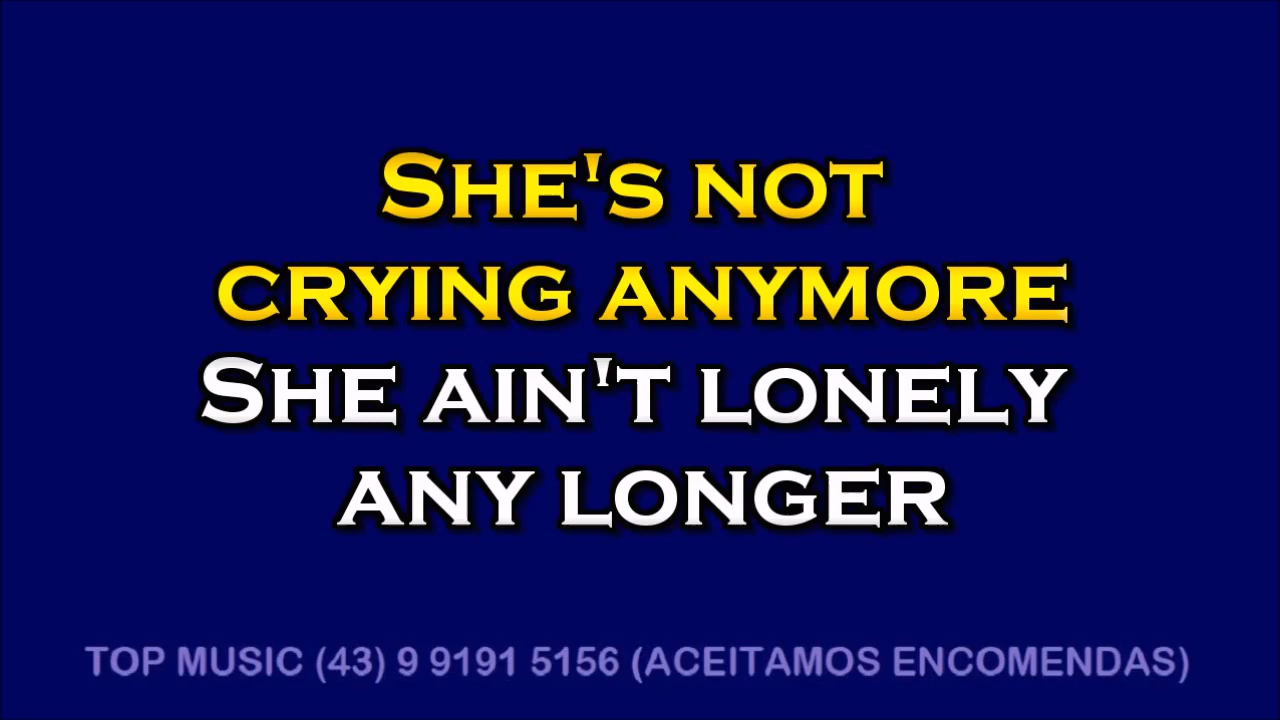 She's not
crying anymore
She ain't lonely
any longer
TOP MUSIC (43) 9 9191 5156 (ACEITAMOS ENCOMENDAS)